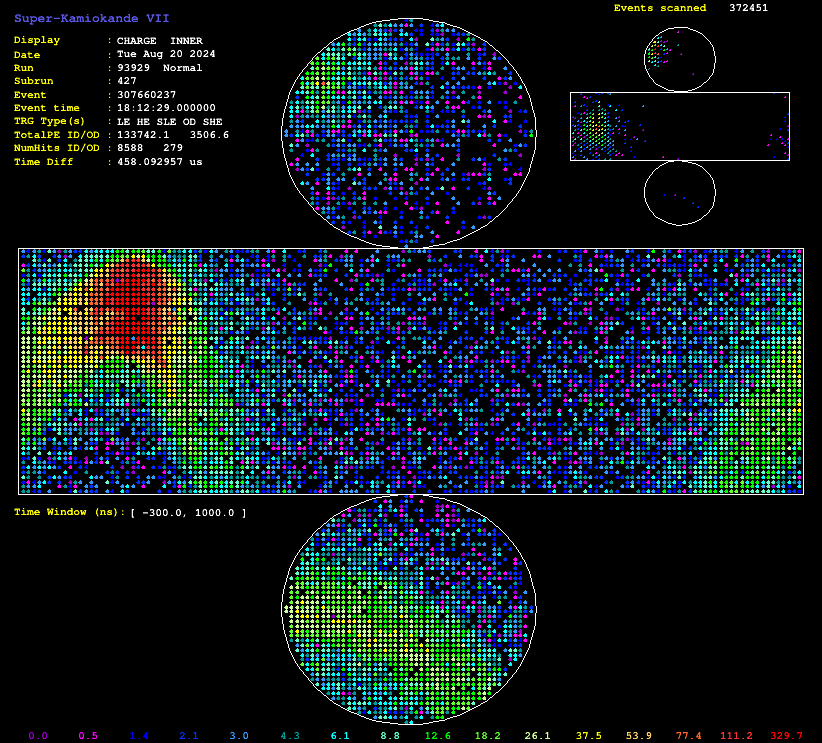 Super-Kamiokande VII
Events scanned 372451
Display : CHARGE INNER
Date : Tue Aug 20 2024
Run : 93929 Normal
Subrun : 427
Event : 307660237
Event time : 18:12:29.000000
TRG Type(s) : LE HE SLE OD SHE
TotalPE ID/OD : 133742.1 3506.6
NumHits ID/OD : 8588 279
Time Diff : 458.092957 us
Time Window (ns): [ -300.0, 1000.0 ]
0.0 0.5 1.4 2.1 3.0 4.3 6.1 8.8 12.6 18.2 26.1 37.5 53.9 77.4 111.2 329.7